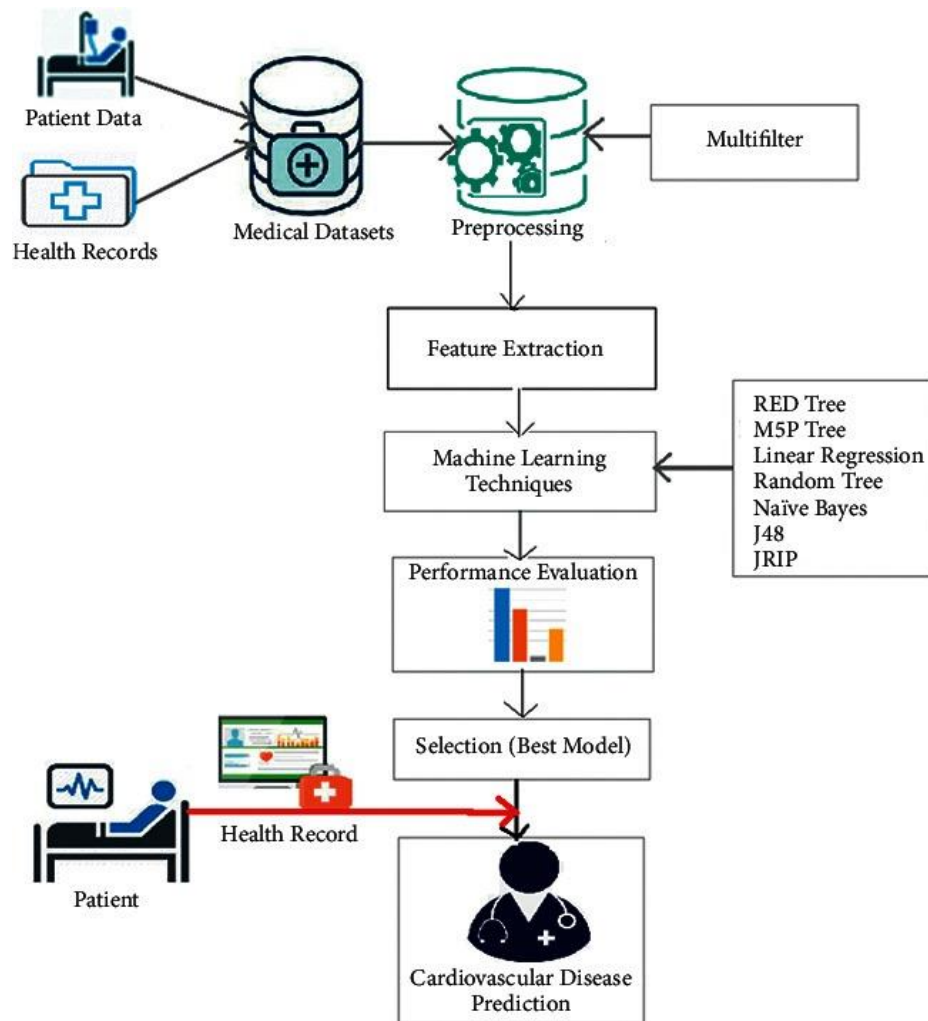 Patient Data
Health Records
Medical Datasets
Preprocessing
Multifilter
Feature Extraction
Machine Learning
Techniques
RED Tree
M5P Tree
Linear Regression
Random Tree
Naïve Bayes
J48
JRIP
Performance Evaluation
Selection (Best Model)
Health Record
Patient
Cardiovascular Disease
Prediction